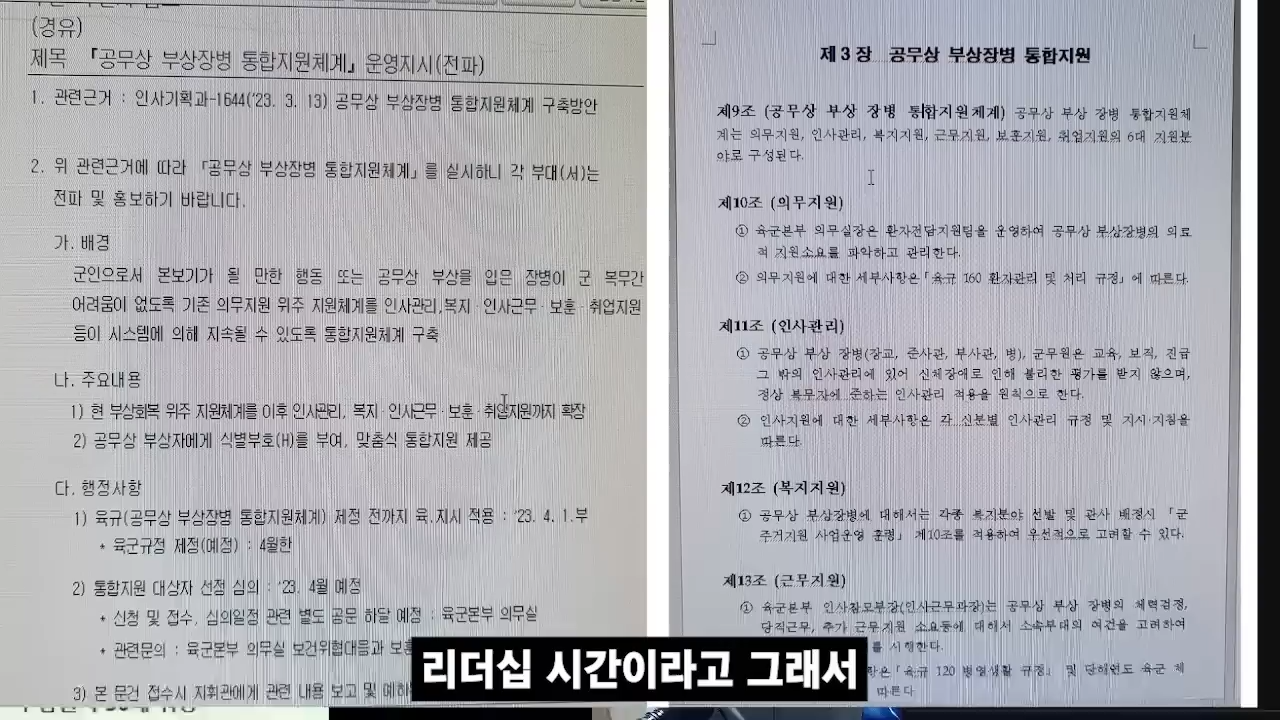 (경유)
제목 「공무상 부상장병 통합지원체계」 운영지시(전파)
1. 관련근거 : 인사기획과-1644('23. 3. 13) 공무상 부상장병 통합지원체계 구축방안
2. 위 관련근거에 따라 「공무상 부상장병 통합지원체계」를 실시하니 각 부대(서)는
전파 및 홍보하기 바랍니다.
가. 배경
군인으로서 본보기가 될 만한 행동 또는 공무상 부상을 입은 장병이 군 복무간
어려움이 없도록 기존 의무지원 위주 지원체계를 인사관리,복지·인사근무·보훈·취업지원
등이 시스템에 의해 지속될 수 있도록 통합지원체계 구축
나. 주요내용
1) 현 부상회복 위주 지원체계를 이후 인사관리, 복지·인사근무·보훈·취업지원까지 확장
2) 공무상 부상자에게 식별부호(H)를 부여, 맞춤식 통합지원 제공
다. 행정사항
1) 육규(공무상 부상장병 통합지원체계) 제정 전까지 육.지시 적용 : '23. 4. 1.부
* 육군규정 제정(예정) : 4월한
2) 통합지원 대상자 선정 심의 : '23. 4월 예정
* 신청 및 접수, 심의일정 관련 별도 공문 하달 예정 : 육군본부 의무실
* 관련문의 : 육군본부 의무실 보건위협대응과
3) 본 문건 접수시 지휘관에게 관련 내용 보고 및
제3장 공무상 부상장병 통합지원
제9조 (공무상 부상 장병 통합지원체계) 공무상 부상 장병 통합지원체
계는 의무지원, 인사관리, 복지지원, 근무지원, 보훈지원, 취업지원의 6대 지원분
야로 구성된다.
제10조 (의무지원)
① 육군본부 의무실장은 환자전담지원팀을 운영하여 공무상 부상장병의 의료
적 지원소요를 파악하고 관리한다.
② 의무지원에 대한 세부사항은「육규 160 환자관리 및 처리 규정」에 따른다.
제11조 (인사관리)
① 공무상 부상 장병(장교, 준사관, 부사관, 병), 군무원은 교육, 보직, 진급
그 밖의 인사관리에 있어 신체장애로 인해 불리한 평가를 받지 않으며,
정상 복무자에 준하는 인사관리 적용을 원칙으로 한다.
② 인사지원에 대한 세부사항은 각 신분별 인사관리 규정 및 지시·지침을
따른다.
제12조 (복지지원)
① 공무상 부상장병에 대해서는 각종 복지분야 선발 및 관사 배정시 「군
주거지원 사업운영 훈령」 제10조를 적용하여 우선적으로 고려할 수 있다.
제13조 (근무지원)
① 육군본부 인사참모부장(인사근무과장)는 공무상 부상 장병의 체력검정,
당직근무, 추가 근무지원 소요등에 대해서 소속부대의 여건을 고려하여
를 시행한다.
항은「육규 120 병영생활 규정」 및 당해연도 육군 체
따른다
리더십 시간이라고 그래서